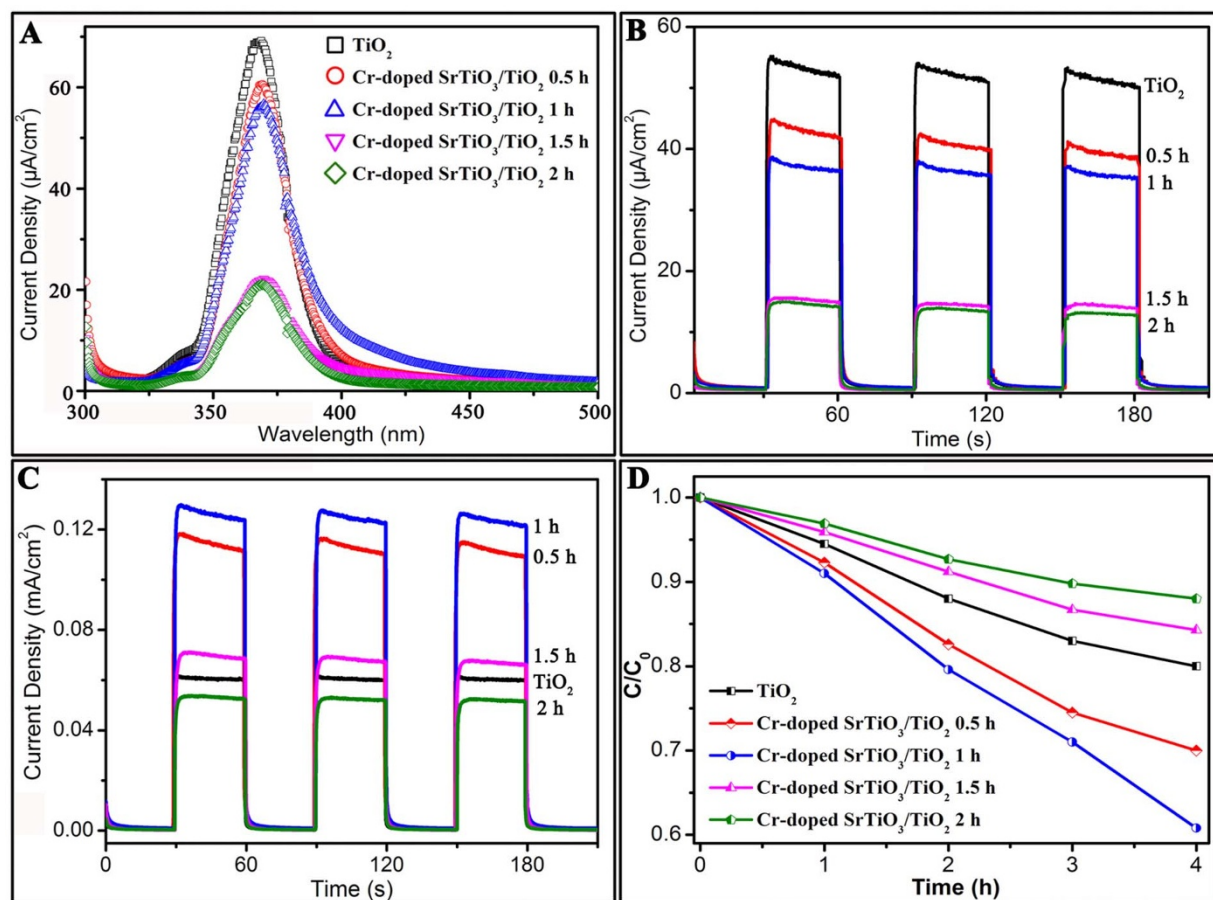 A
Current Density (μA/cm²)
60
40
20
0
300
350
400
450
500
Wavelength (nm)
TiO₂
Cr-doped SrTiO₃/TiO₂ 0.5 h
Cr-doped SrTiO₃/TiO₂ 1 h
Cr-doped SrTiO₃/TiO₂ 1.5 h
Cr-doped SrTiO₃/TiO₂ 2 h
B
Current Density (μA/cm²)
60
40
20
0
60
120
180
Time (s)
TiO₂
0.5 h
1 h
1.5 h
2 h
C
Current Density (mA/cm²)
0.12
0.08
0.04
0.00
0
60
120
180
Time (s)
1 h
0.5 h
1.5 h
TiO₂
2 h
D
C/C₀
1.0
0.9
0.8
0.7
0.6
0
1
2
3
4
Time (h)
TiO₂
Cr-doped SrTiO₃/TiO₂ 0.5 h
Cr-doped SrTiO₃/TiO₂ 1 h
Cr-doped SrTiO₃/TiO₂ 1.5 h
Cr-doped SrTiO₃/TiO₂ 2 h